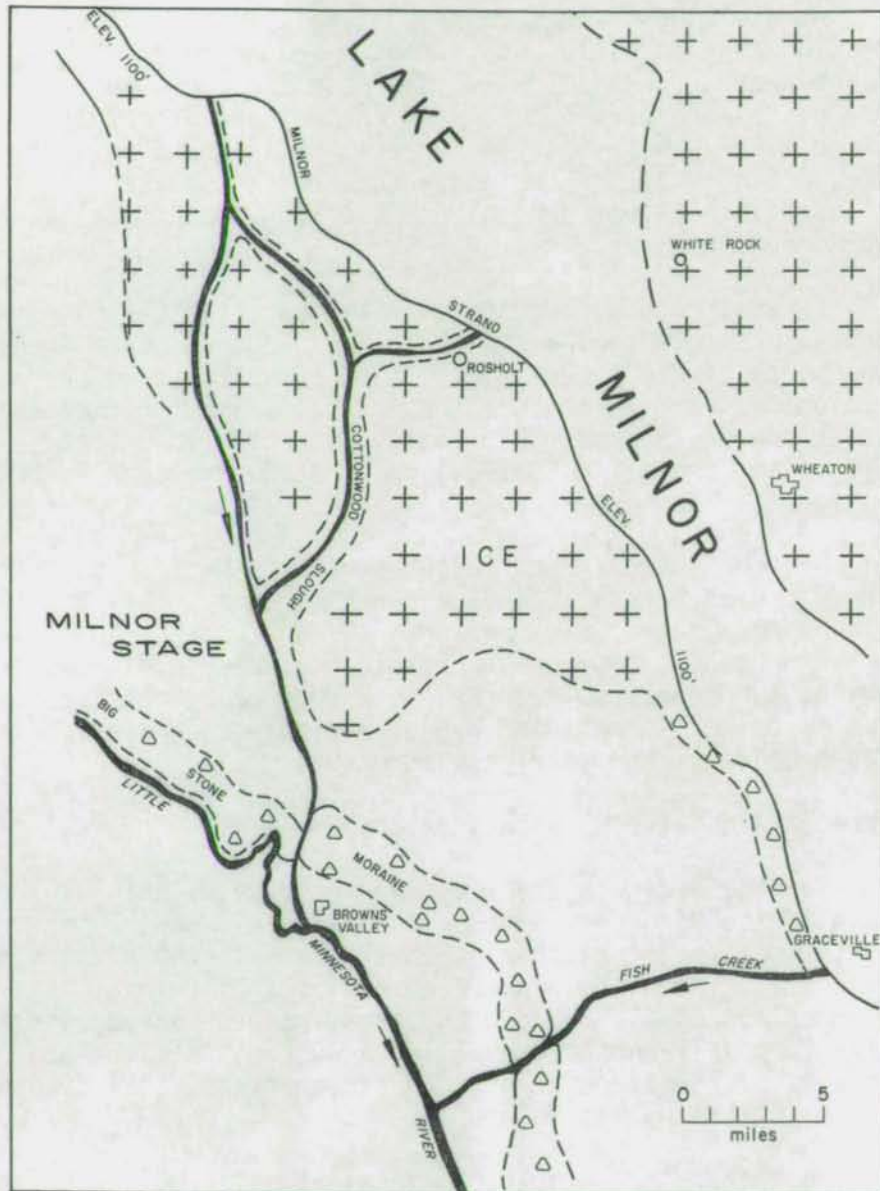 ELEV. 1100'
LAKE
MILNOR
WHITE ROCK
STRAND
ROSHOLT
MILNOR
COTTONWOOD
WHEATON
ELEV.
ICE
SLOUGH
MILNOR
STAGE
1100'
BIG
STONE
LITTLE
MORAINE
BROWNS
VALLEY
GRACEVILLE
MINNESOTA
FISH CREEK
RIVER
0 5
miles